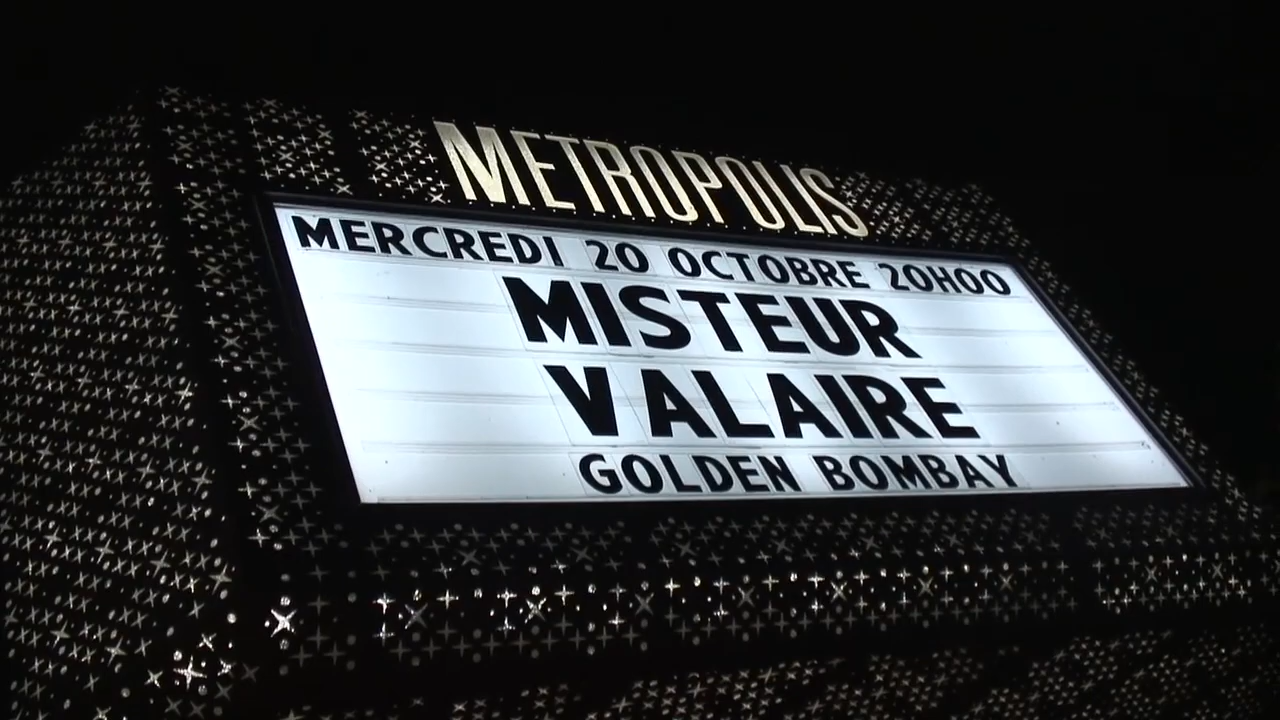 METROPOLIS
MERCREDI 20 OCTOBRE 20H00
MISTEUR
VALAIRE
GOLDEN BOMBAY